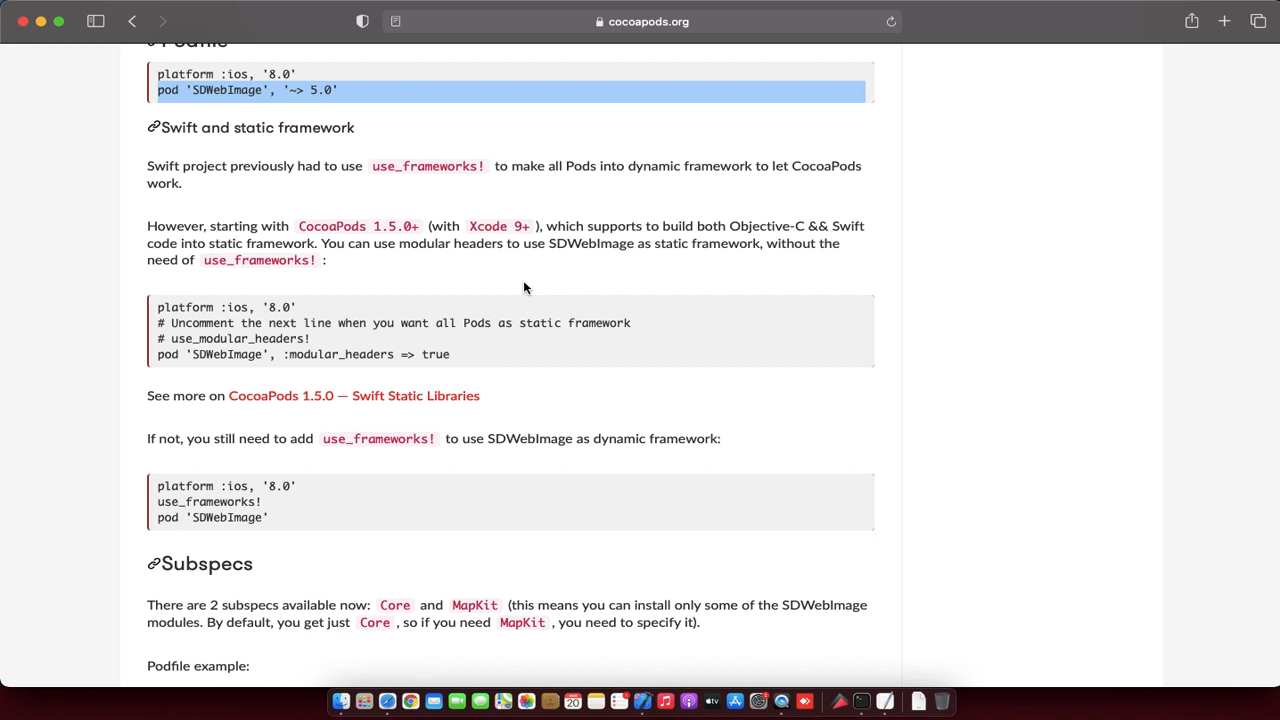 cocoapods.org
Podfile
platform :ios, '8.0'
pod 'SDWebImage', '~> 5.0'
Swift and static framework
Swift project previously had to use use_frameworks! to make all Pods into dynamic framework to let CocoaPods
work.
However, starting with CocoaPods 1.5.0+ (with Xcode 9+ ), which supports to build both Objective-C && Swift
code into static framework. You can use modular headers to use SDWebImage as static framework, without the
need of use_frameworks! :
platform :ios, '8.0'
# Uncomment the next line when you want all Pods as static framework
# use_modular_headers!
pod 'SDWebImage', :modular_headers => true
See more on CocoaPods 1.5.0 — Swift Static Libraries
If not, you still need to add use_frameworks! to use SDWebImage as dynamic framework:
platform :ios, '8.0'
use_frameworks!
pod 'SDWebImage'
Subspecs
There are 2 subspecs available now: Core and MapKit (this means you can install only some of the SDWebImage
modules. By default, you get just Core , so if you need MapKit , you need to specify it).
Podfile example:
20
tv